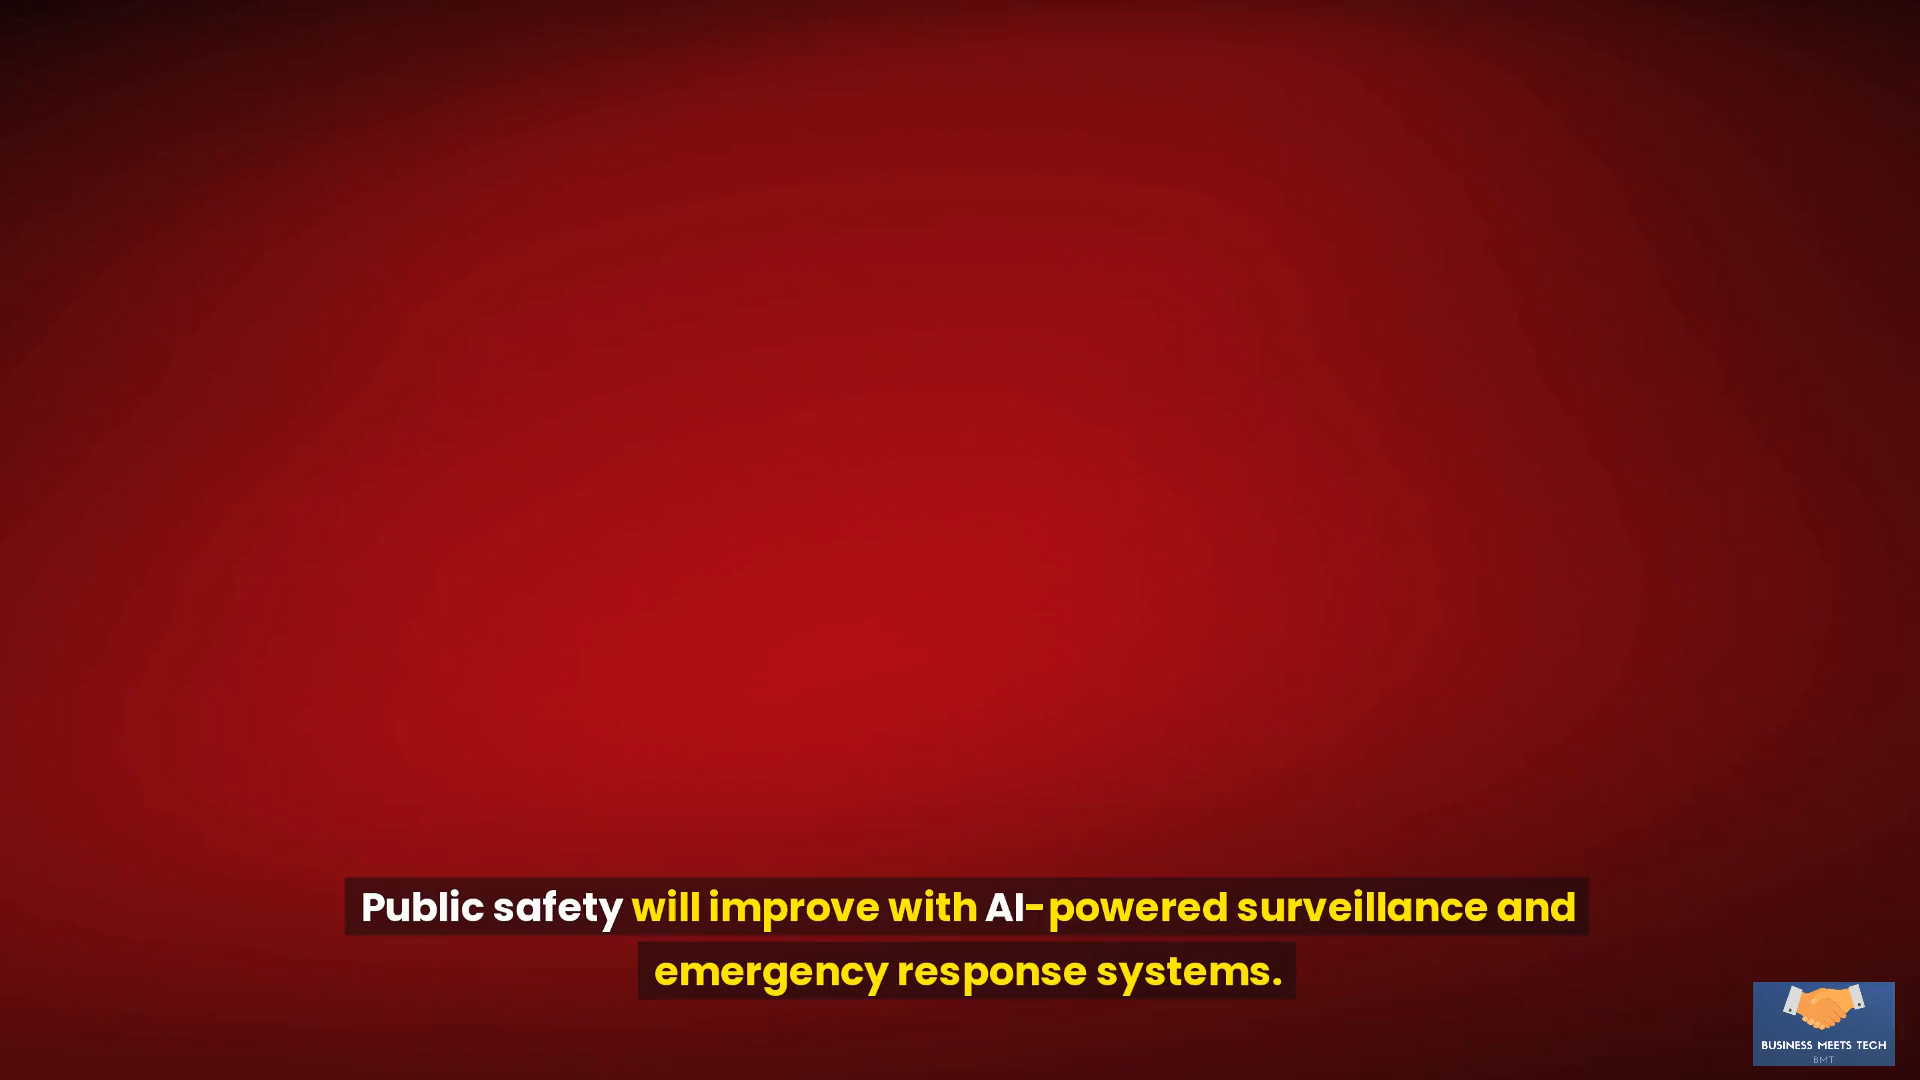 Public safety will improve with AI-powered surveillance and
emergency response systems.
BUSINESS MEETS TECH
BMT